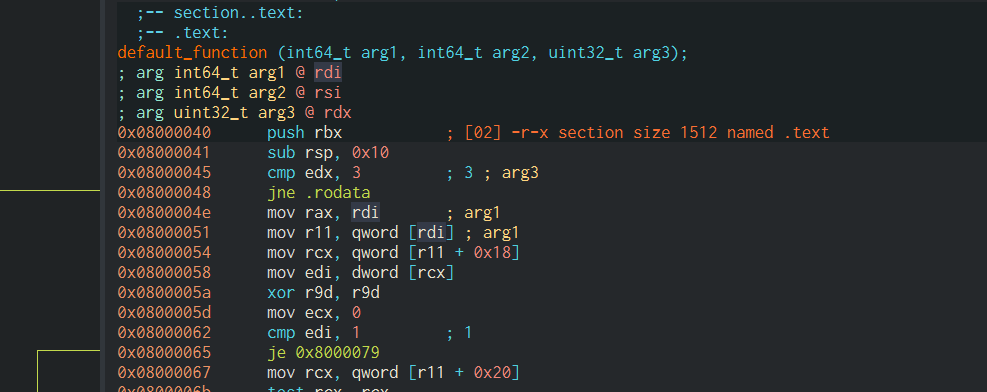 ;-- section..text:
;-- .text:
default_function (int64_t arg1, int64_t arg2, uint32_t arg3);
; arg int64_t arg1 @ rdi
; arg int64_t arg2 @ rsi
; arg uint32_t arg3 @ rdx
0x08000040 push rbx ; [02] -r-x section size 1512 named .text
0x08000041 sub rsp, 0x10
0x08000045 cmp edx, 3 ; 3 ; arg3
0x08000048 jne .rodata
0x0800004e mov rax, rdi ; arg1
0x08000051 mov r11, qword [rdi] ; arg1
0x08000054 mov rcx, qword [r11 + 0x18]
0x08000058 mov edi, dword [rcx]
0x0800005a xor r9d, r9d
0x0800005d mov ecx, 0
0x08000062 cmp edi, 1 ; 1
0x08000065 je 0x8000079
0x08000067 mov rcx, qword [r11 + 0x20]
0x0800006b test rcx, rcx